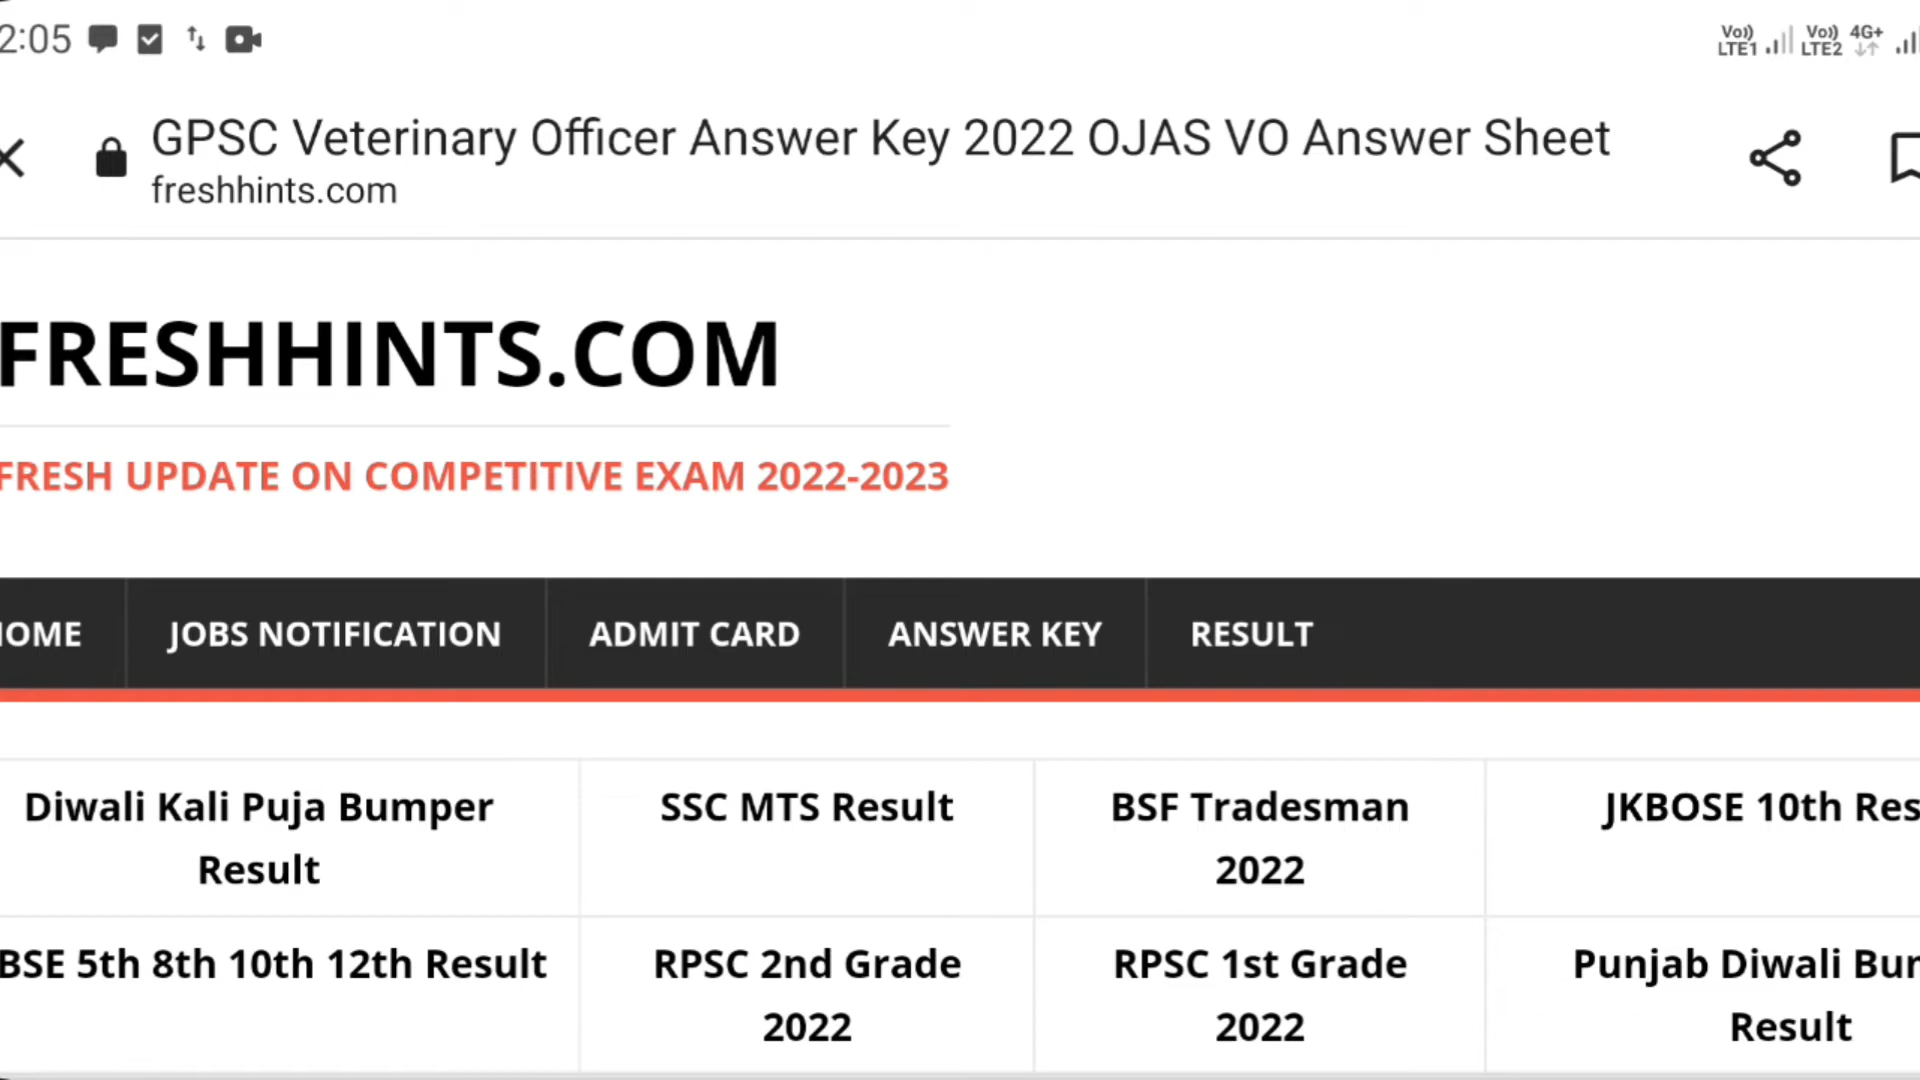 2:05
Vo)) LTE1 Vo)) LTE2 4G+
GPSC Veterinary Officer Answer Key 2022 OJAS VO Answer Sheet
freshhints.com
FRESHHINTS.COM
FRESH UPDATE ON COMPETITIVE EXAM 2022-2023
OME JOBS NOTIFICATION ADMIT CARD ANSWER KEY RESULT
Diwali Kali Puja Bumper
Result
SSC MTS Result
BSF Tradesman
2022
JKBOSE 10th Res
BSE 5th 8th 10th 12th Result
RPSC 2nd Grade
2022
RPSC 1st Grade
2022
Punjab Diwali Bu
Result